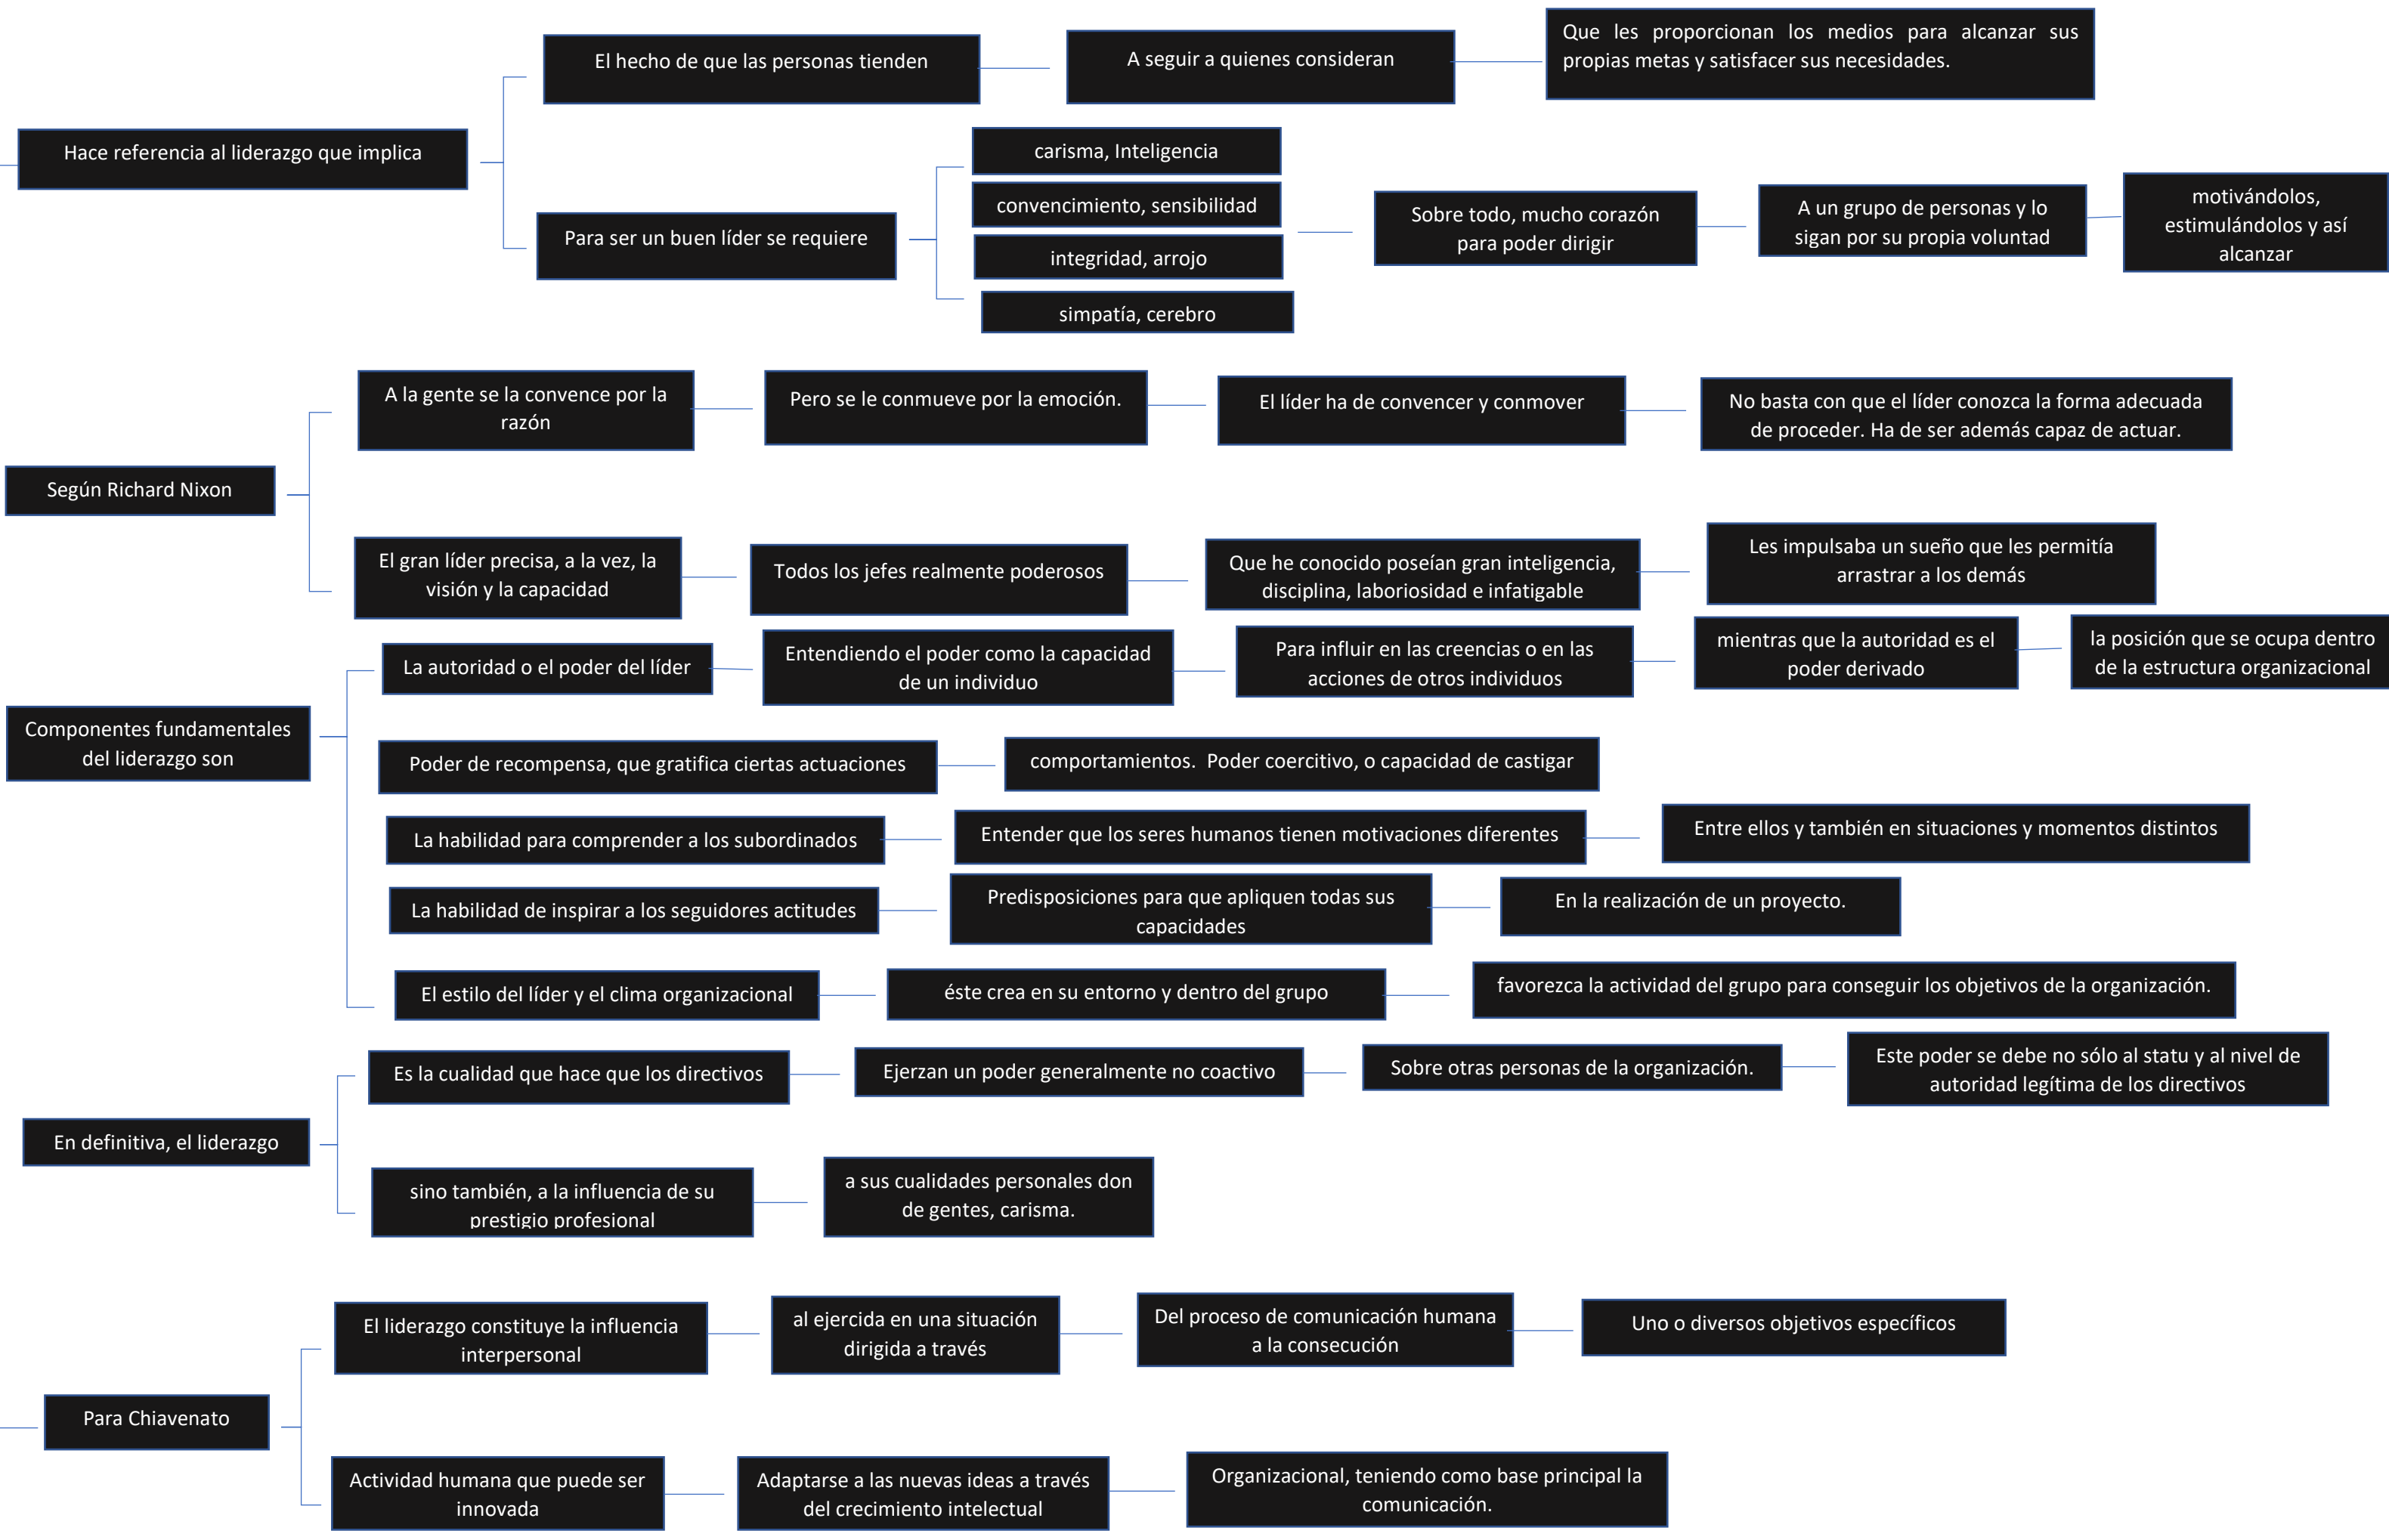 Hace referencia al liderazgo que implica
El hecho de que las personas tienden
A seguir a quienes consideran
Que les proporcionan los medios para alcanzar sus
propias metas y satisfacer sus necesidades.
Para ser un buen líder se requiere
carisma, Inteligencia
convencimiento, sensibilidad
integridad, arrojo
simpatía, cerebro
Sobre todo, mucho corazón
para poder dirigir
A un grupo de personas y lo
sigan por su propia voluntad
motivándolos,
estimulándolos y así
alcanzar
Según Richard Nixon
A la gente se la convence por la
razón
Pero se le conmueve por la emoción.
El líder ha de convencer y conmover
No basta con que el líder conozca la forma adecuada
de proceder. Ha de ser además capaz de actuar.
El gran líder precisa, a la vez, la
visión y la capacidad
Todos los jefes realmente poderosos
Que he conocido poseían gran inteligencia,
disciplina, laboriosidad e infatigable
Les impulsaba un sueño que les permitía
arrastrar a los demás
Componentes fundamentales
del liderazgo son
La autoridad o el poder del líder
Entendiendo el poder como la capacidad
de un individuo
Para influir en las creencias o en las
acciones de otros individuos
mientras que la autoridad es el
poder derivado
la posición que se ocupa dentro
de la estructura organizacional
Poder de recompensa, que gratifica ciertas actuaciones
comportamientos. Poder coercitivo, o capacidad de castigar
La habilidad para comprender a los subordinados
Entender que los seres humanos tienen motivaciones diferentes
Entre ellos y también en situaciones y momentos distintos
La habilidad de inspirar a los seguidores actitudes
Predisposiciones para que apliquen todas sus
capacidades
En la realización de un proyecto.
El estilo del líder y el clima organizacional
éste crea en su entorno y dentro del grupo
favorezca la actividad del grupo para conseguir los objetivos de la organización.
En definitiva, el liderazgo
Es la cualidad que hace que los directivos
Ejerzan un poder generalmente no coactivo
Sobre otras personas de la organización.
Este poder se debe no sólo al statu y al nivel de
autoridad legítima de los directivos
sino también, a la influencia de su
prestigio profesional
a sus cualidades personales don
de gentes, carisma.
Para Chiavenato
El liderazgo constituye la influencia
interpersonal
al ejercida en una situación
dirigida a través
Del proceso de comunicación humana
a la consecución
Uno o diversos objetivos específicos
Actividad humana que puede ser
innovada
Adaptarse a las nuevas ideas a través
del crecimiento intelectual
Organizacional, teniendo como base principal la
comunicación.